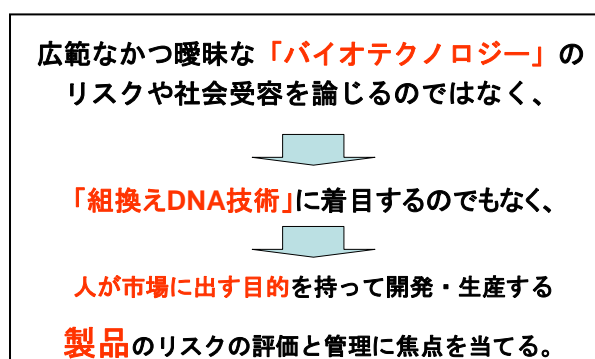 広範なかつ曖昧な「バイオテクノロジー」の
リスクや社会受容を論じるのではなく、
「組換えDNA技術」に着目するのでもなく、
人が市場に出す目的を持って開発・生産する
製品のリスクの評価と管理に焦点を当てる。